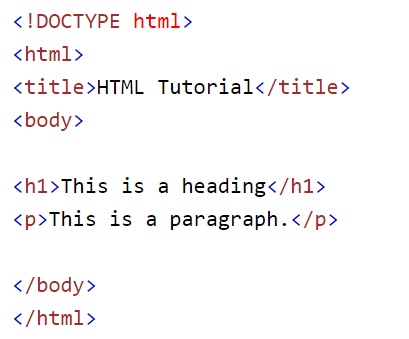 <!DOCTYPE html>
<html>
<title>HTML Tutorial</title>
<body>
<h1>This is a heading</h1>
<p>This is a paragraph.</p>
</body>
</html>